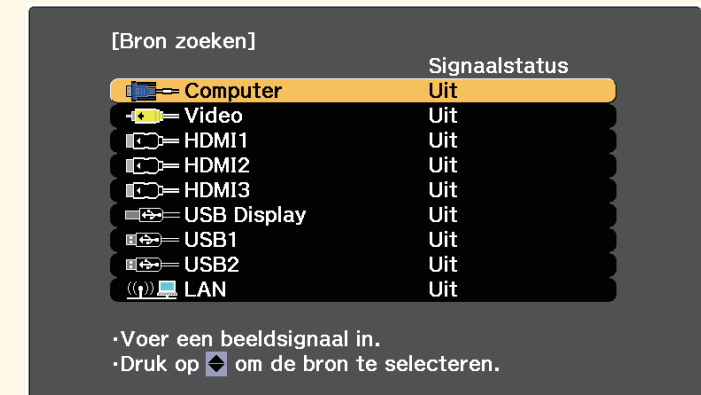 [Bron zoeken]
Signaalstatus
Computer Uit
Video Uit
HDMI1 Uit
HDMI2 Uit
HDMI3 Uit
USB Display Uit
USB1 Uit
USB2 Uit
LAN Uit
·Voer een beeldsignaal in.
·Druk op om de bron te selecteren.